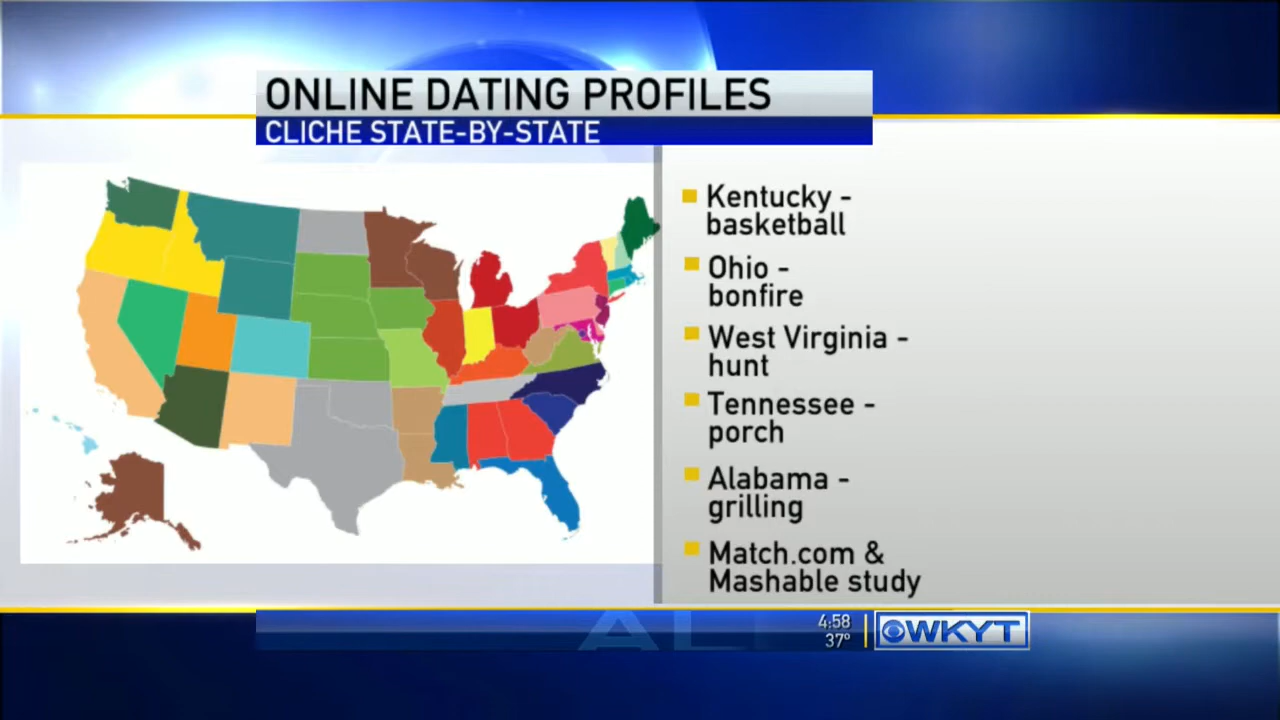 ONLINE DATING PROFILES
CLICHE STATE-BY-STATE
Kentucky -
basketball
Ohio -
bonfire
West Virginia -
hunt
Tennessee -
porch
Alabama -
grilling
Match.com &
Mashable study
AL
4:58
37°
WKYT